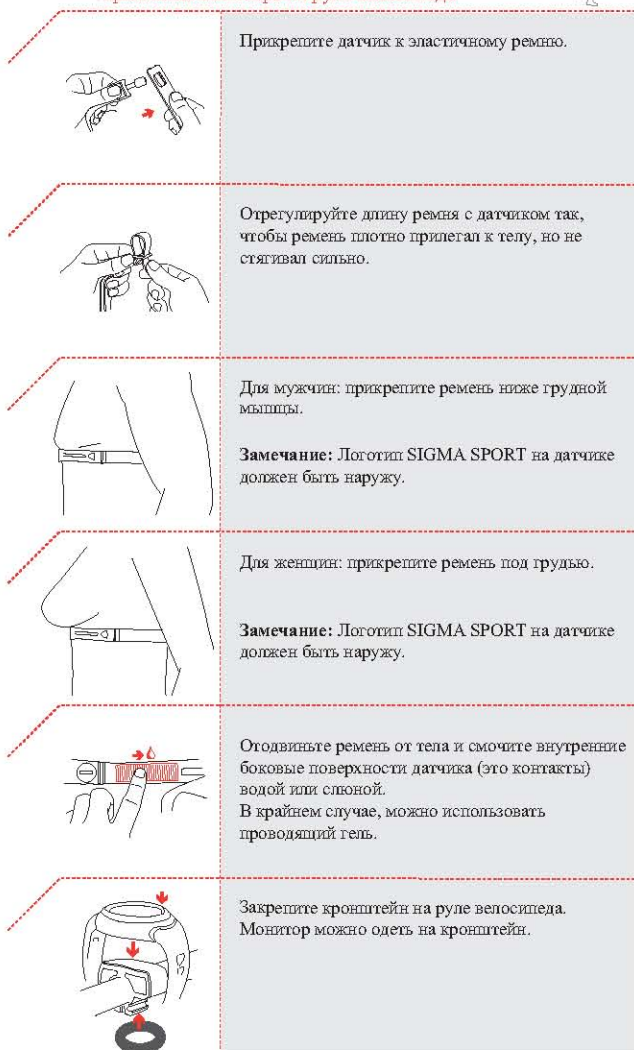 Прикрепите датчик к эластичному ремню.
Отрегулируйте длину ремня с датчиком так,
чтобы ремень плотно прилегал к телу, но не
стягивал сильно.
Для мужчин: прикрепите ремень ниже грудной
мышцы.
Замечание: Логотип SIGMA SPORT на датчике
должен быть наружу.
Для женщин: прикрепите ремень под грудью.
Замечание: Логотип SIGMA SPORT на датчике
должен быть наружу.
Отодвиньте ремень от тела и смочите внутренние
боковые поверхности датчика (это контакты)
водой или слюной.
В крайнем случае, можно использовать
проводящий гель.
Закрепите кронштейн на руле велосипеда.
Монитор можно одеть на кронштейн.